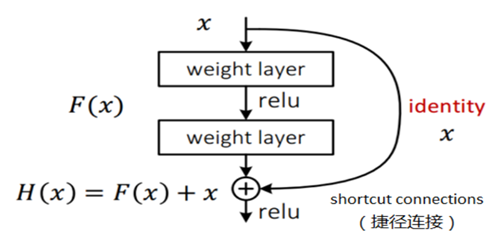 x
weight layer
relu
F(x)
identity
x
weight layer
H(x) = F(x) + x
+
relu
shortcut connections
（捷径连接）